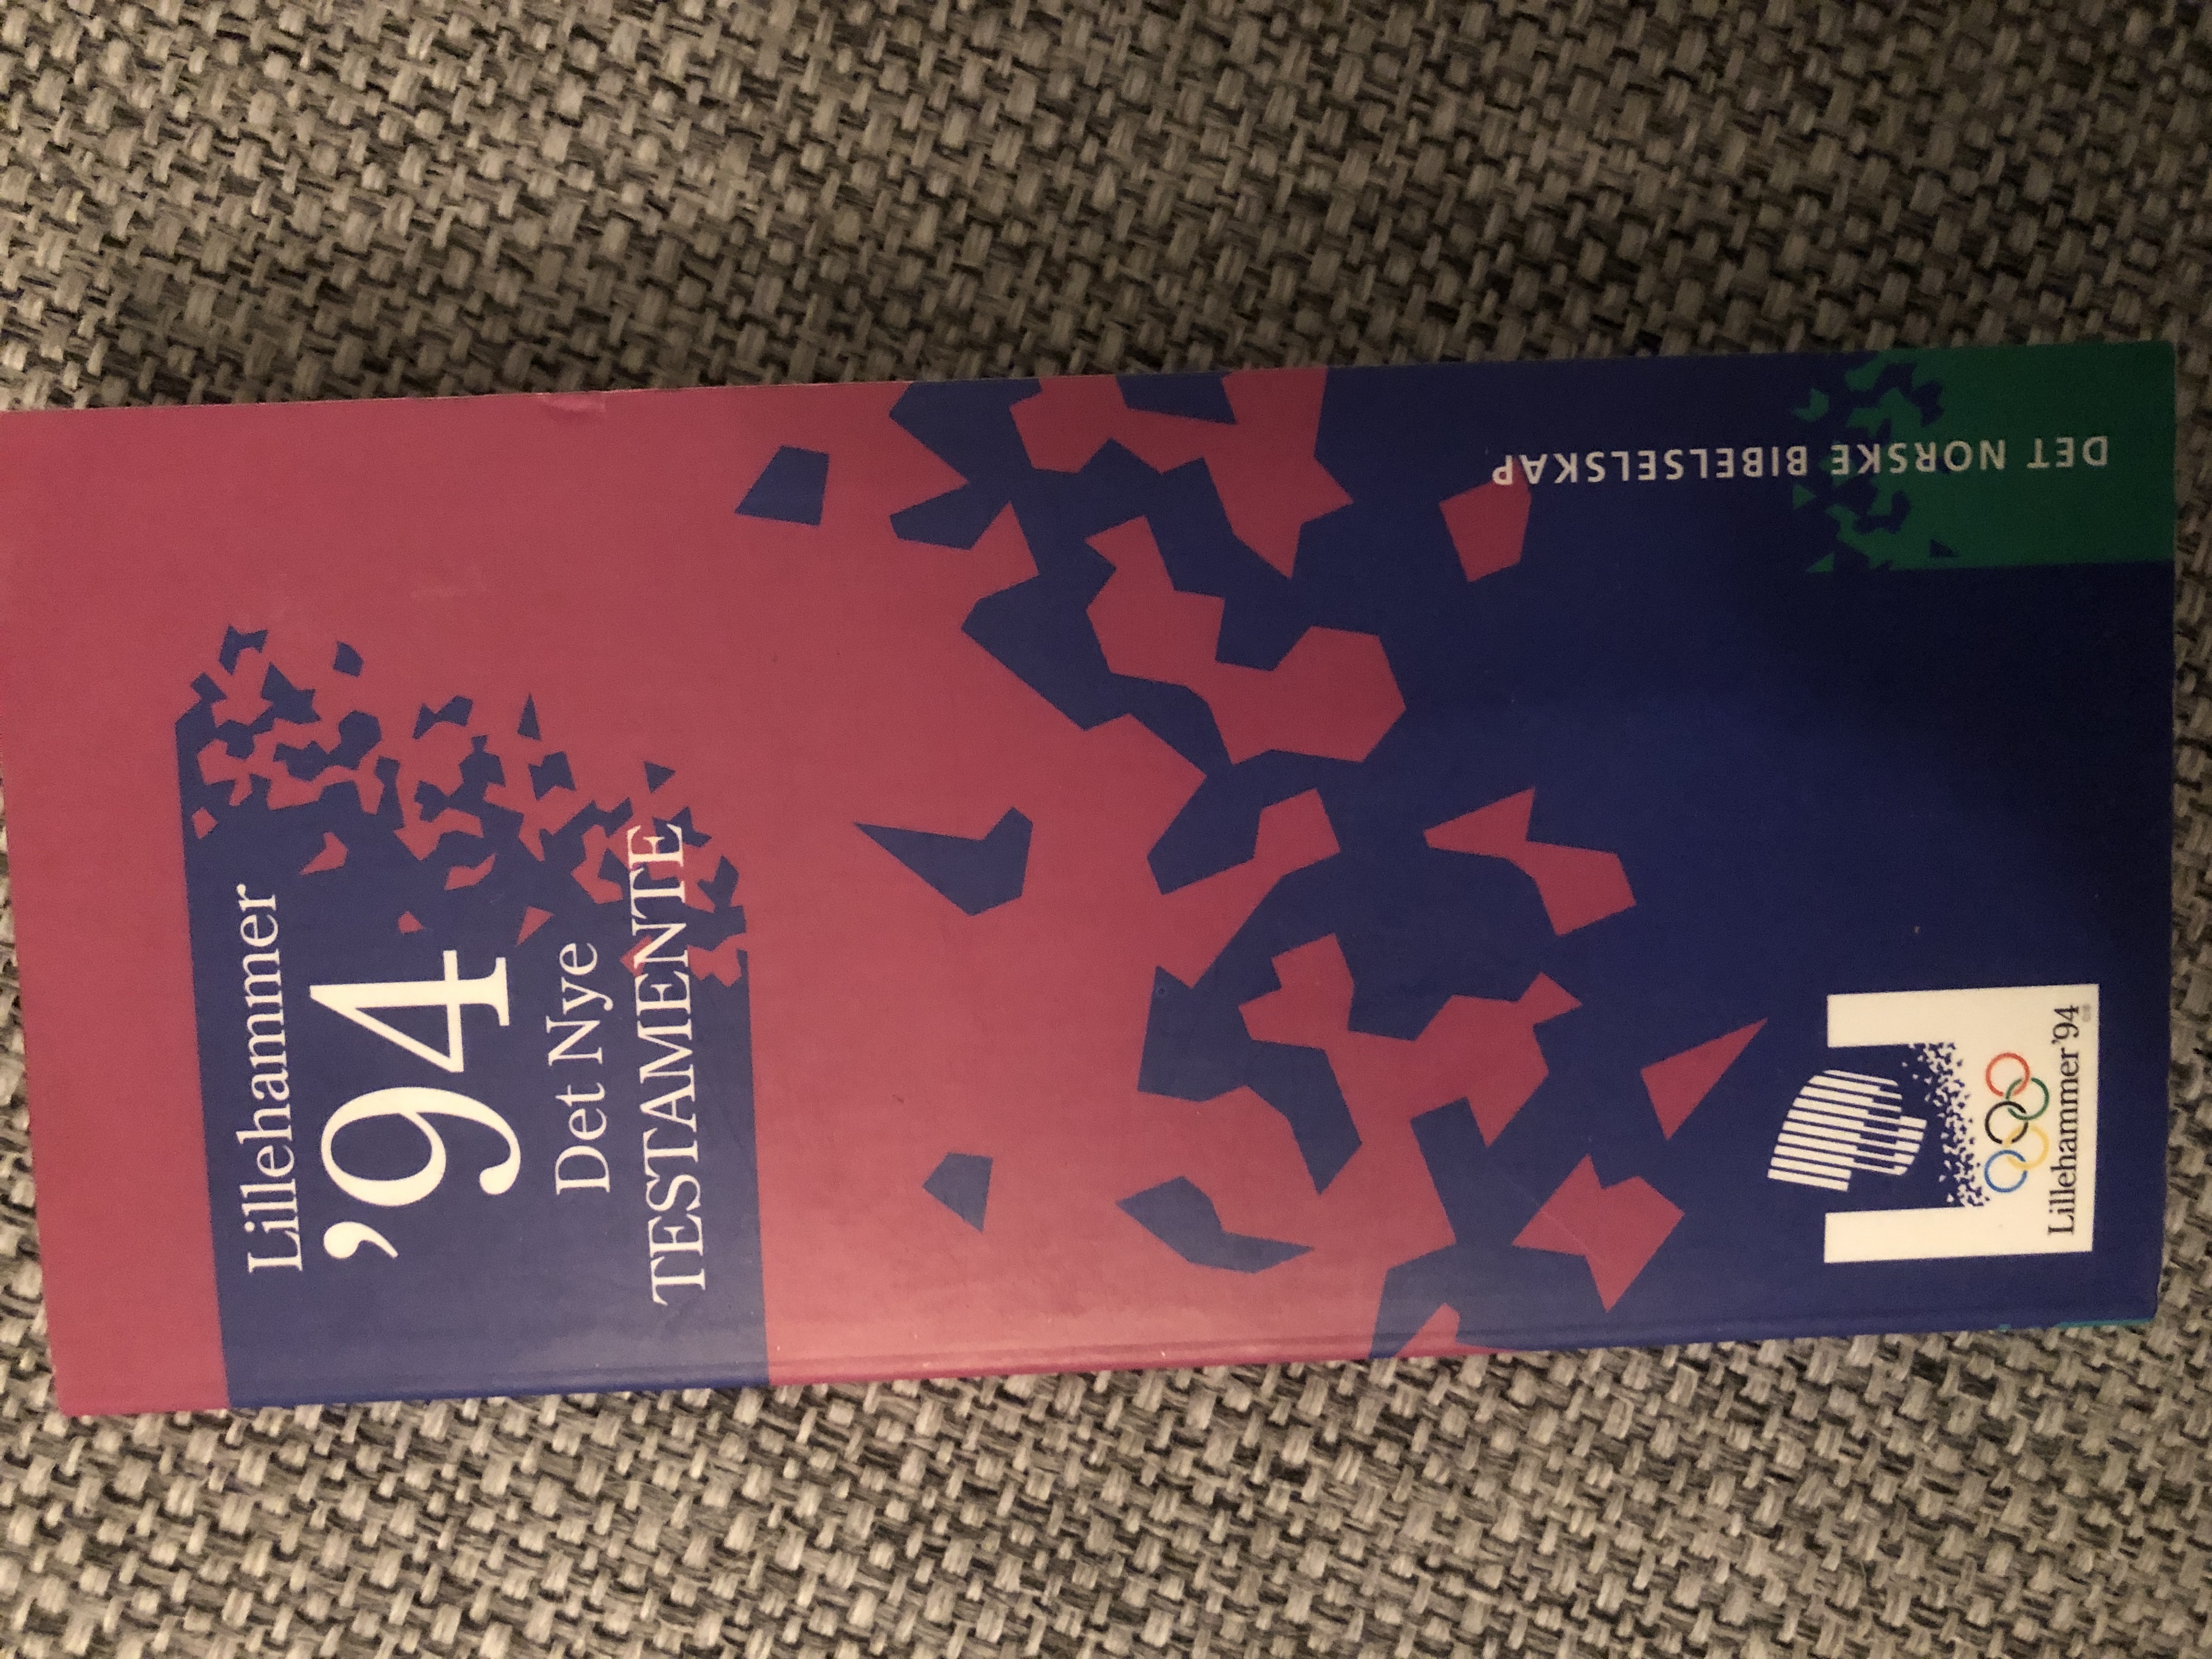 Lillehammer
’94
Det Nye
TESTAMENTE
DET NORSKE BIBELSELSKAP
Lillehammer’94